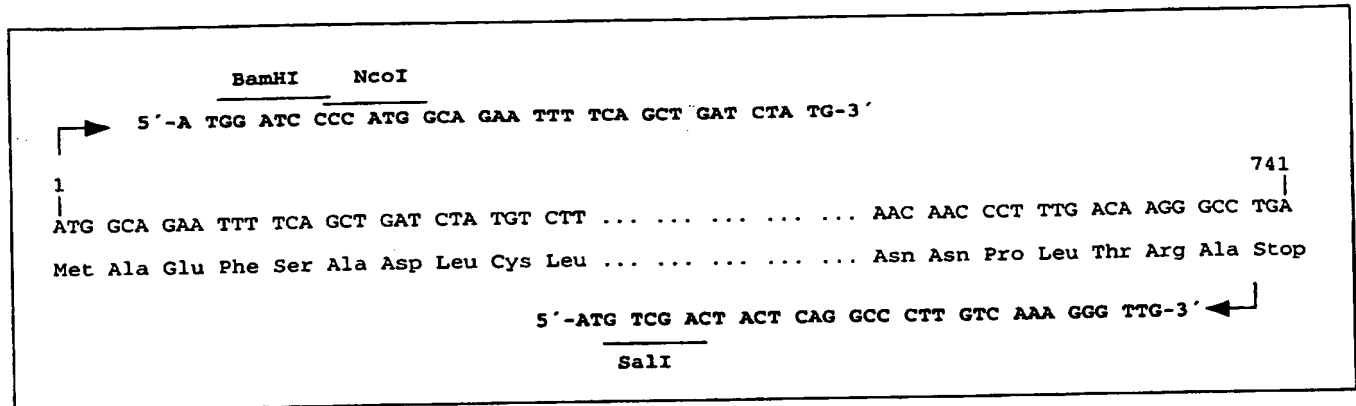 BamHI NcoI
5´-A TGG ATC CCC ATG GCA GAA TTT TCA GCT GAT CTA TG-3´
741
1
ATG GCA GAA TTT TCA GCT GAT CTA TGT CTT ... ... ... ... ... AAC AAC CCT TTG ACA AGG GCC TGA
Met Ala Glu Phe Ser Ala Asp Leu Cys Leu ... ... ... ... ... Asn Asn Pro Leu Thr Arg Ala Stop
5´-ATG TCG ACT ACT CAG GCC CTT GTC AAA GGG TTG-3´
SalI